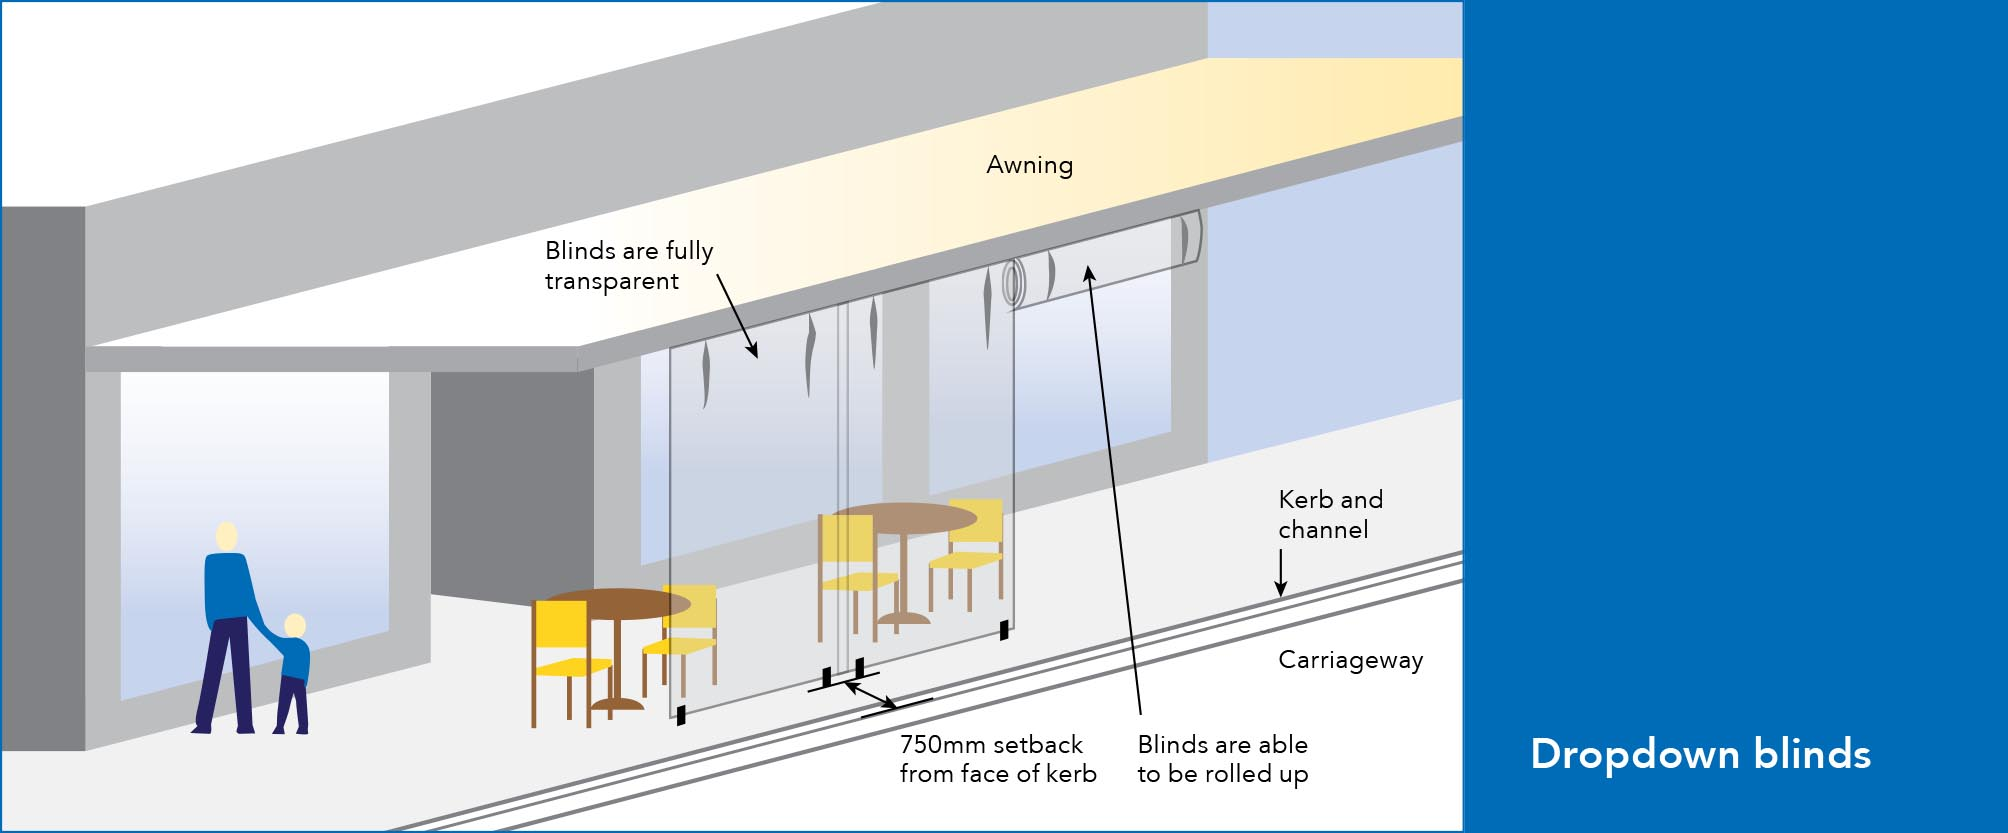 Awning
Blinds are fully
transparent
Kerb and
channel
Carriageway
750mm setback
from face of kerb
Blinds are able
to be rolled up
Dropdown blinds